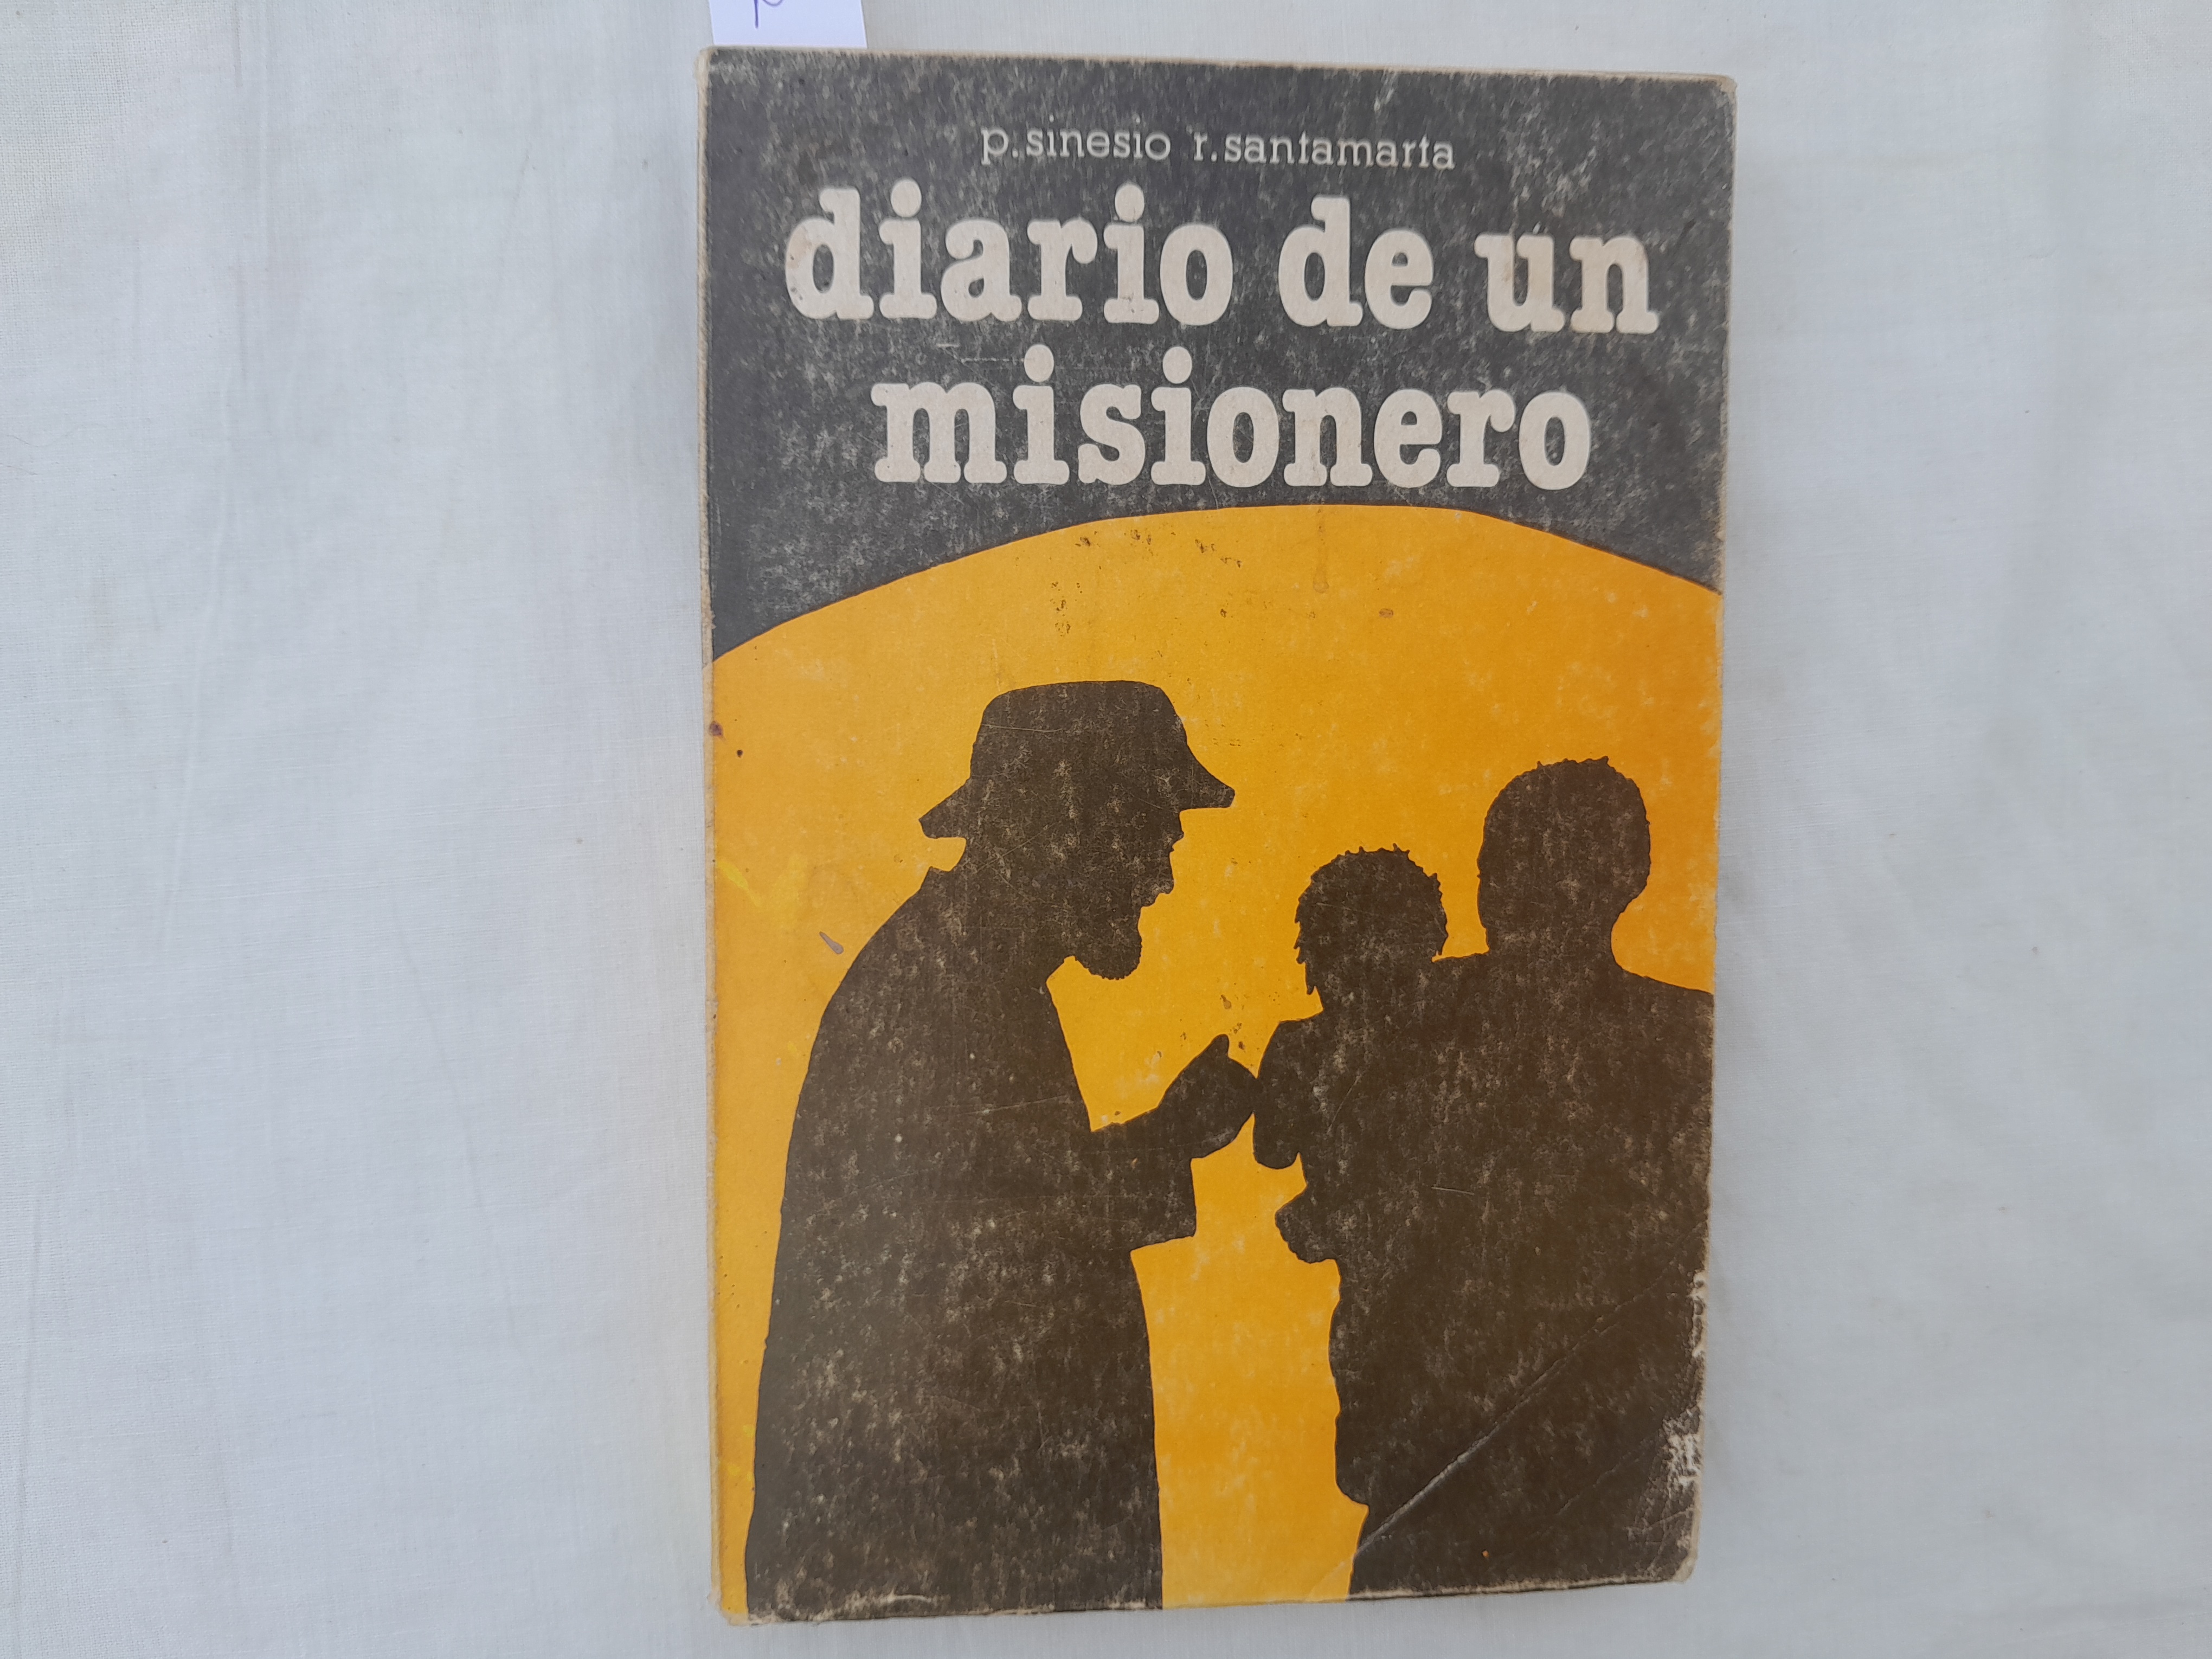 p. sinesio r. santamarta
diario de un
misionero